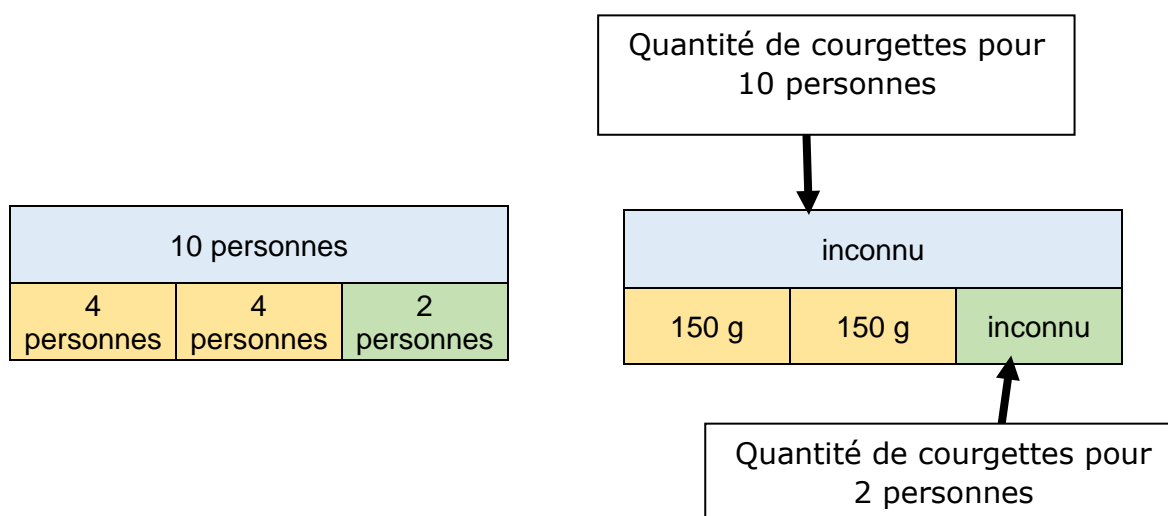 Quantité de courgettes pour
10 personnes
10 personnes
4
personnes
4
personnes
2
personnes
inconnu
150 g
150 g
inconnu
Quantité de courgettes pour
2 personnes